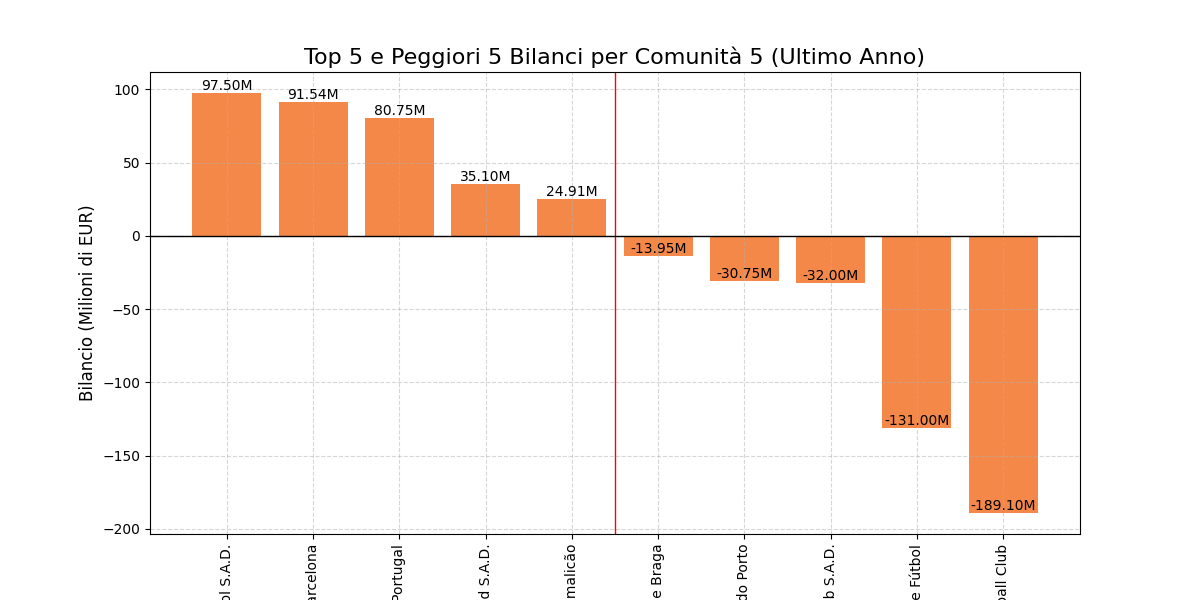 Top 5 e Peggiori 5 Bilanci per Comunità 5 (Ultimo Anno)
Bilancio (Milioni di EUR)
100
50
0
−50
−100
−150
−200
97.50M
91.54M
80.75M
35.10M
24.91M
-13.95M
-30.75M
-32.00M
-131.00M
-189.10M
ol S.A.D.
arcelona
Portugal
d S.A.D.
malicão
e Braga
do Porto
b S.A.D.
e Fútbol
ball Club